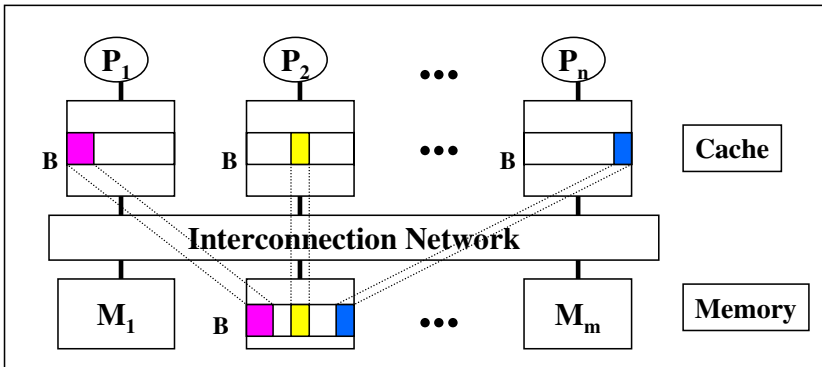 P1 P2 ••• Pn
B B ••• B Cache
Interconnection Network
M1 B ••• Mm Memory